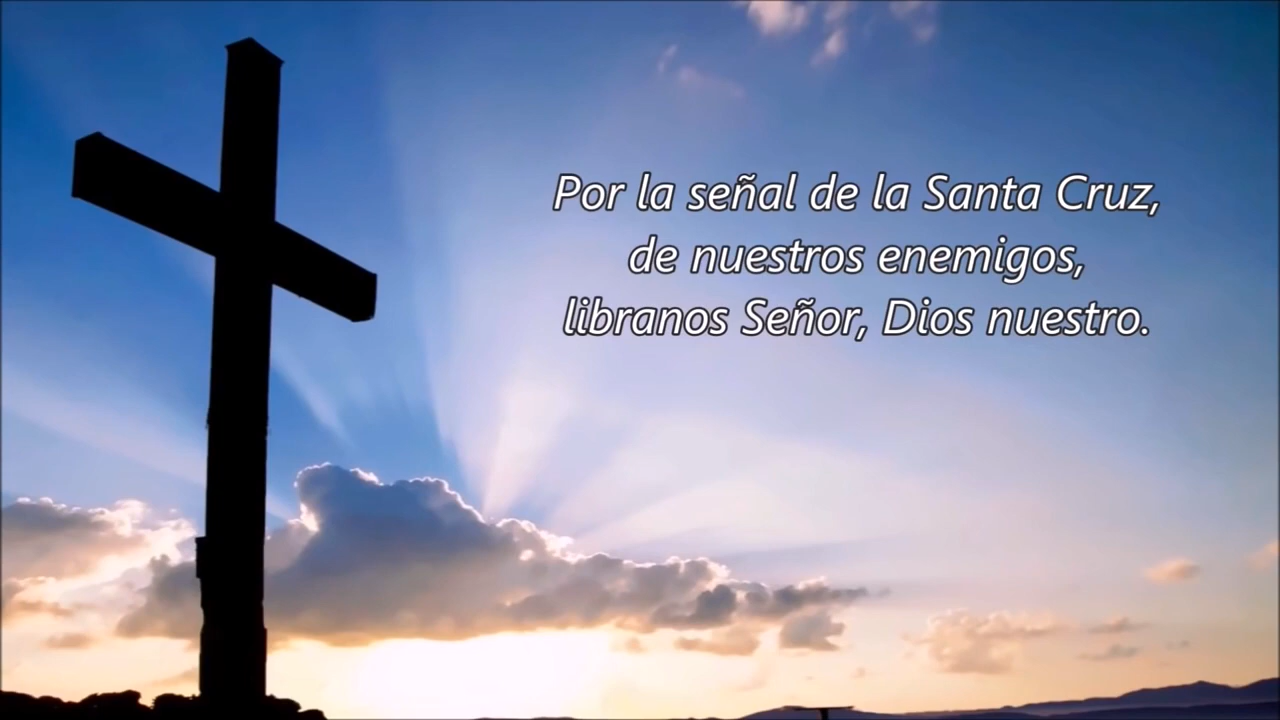 Por la señal de la Santa Cruz,
de nuestros enemigos,
libranos Señor, Dios nuestro.